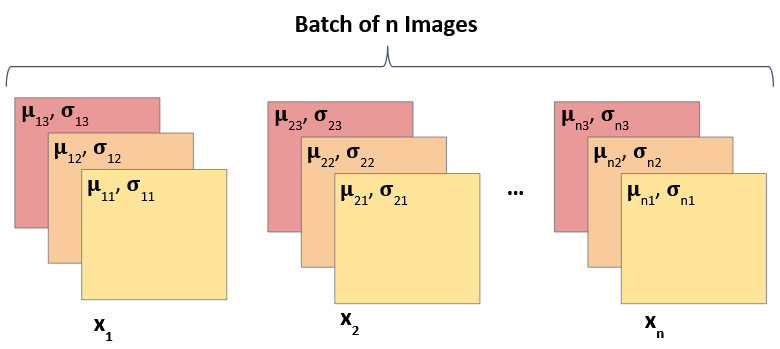 Batch of n Images
μ13, σ13
μ12, σ12
μ11, σ11
x1
μ23, σ23
μ22, σ22
μ21, σ21
x2
...
μn3, σn3
μn2, σn2
μn1, σn1
xn